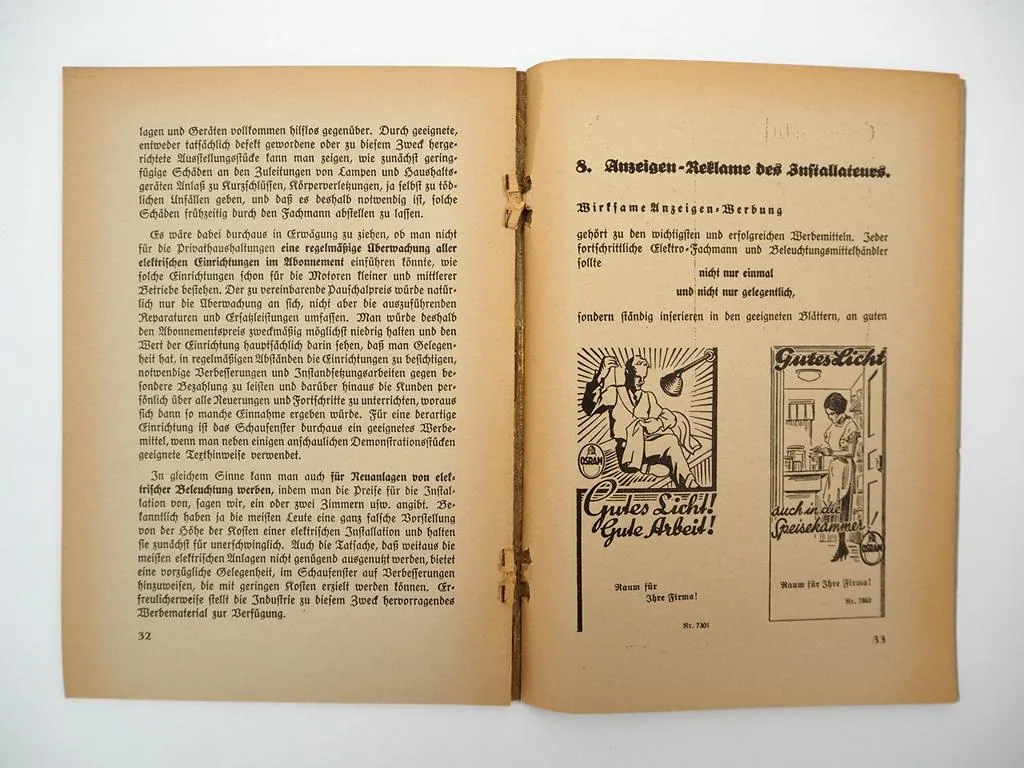 lagen und Geräten vollkommen hilflos gegenüber. Durch geeignete,
entweder tatsächlich defekt gewordene oder zu diesem Zweck herge-
richtete Ausstellungsstücke kann man zeigen, wie zunächst gering-
fügige Schäden an den Zuleitungen von Lampen und Haushalts-
geräten Anlaß zu Kurzschlüssen, Körperverletzungen, ja selbst zu töd-
lichen Unfällen geben, und daß es deshalb notwendig ist, solche
Schäden frühzeitig durch den Fachmann abstellen zu lassen.
Es wäre dabei durchaus in Erwägung zu ziehen, ob man nicht
für die Privathaushaltungen eine regelmäßige Überwachung aller
elektrischen Einrichtungen im Abonnement einführen könnte, wie
solche Einrichtungen schon für die Motoren kleiner und mittlerer
Betriebe bestehen. Der zu vereinbarende Pauschalpreis würde natür-
lich nur die Überwachung an sich, nicht aber die auszuführenden
Reparaturen und Ersatzleistungen umfassen. Man würde deshalb
den Abonnementspreis zweckmäßig möglichst niedrig halten und den
Wert der Einrichtung hauptsächlich darin sehen, daß man Gelegen-
heit hat, in regelmäßigen Abständen die Einrichtungen zu besichtigen,
notwendige Verbesserungen und Instandsetzungsarbeiten gegen be-
sondere Bezahlung zu leisten und darüber hinaus die Kunden per-
sönlich über alle Neuerungen und Fortschritte zu unterrichten, woraus
sich dann so manche Einnahme ergeben würde. Für eine derartige
Einrichtung ist das Schaufenster durchaus ein geeignetes Werbe-
mittel, wenn man neben einigen anschaulichen Demonstrationsstücken
geeignete Texthinweise verwendet.
In gleichem Sinne kann man auch für Neuanlagen von elek-
trischer Beleuchtung werben, indem man die Preise für die Instal-
lation von, sagen wir, ein oder zwei Zimmern usw. angibt. Be-
kanntlich haben ja die meisten Leute eine ganz falsche Vorstellung
von der Höhe der Kosten einer elektrischen Installation und halten
sie zunächst für unerschwinglich. Auch die Tatsache, daß weitaus die
meisten elektrischen Anlagen nicht genügend ausgenutzt werden, bietet
eine vorzügliche Gelegenheit, im Schaufenster auf Verbesserungen
hinzuweisen, die mit geringen Kosten erzielt werden können. Er-
freulicherweise stellt die Industrie zu diesem Zweck hervorragendes
Werbematerial zur Verfügung.
32
8. Anzeigen-Reklame des Installateurs.
Wirksame Anzeigen-Werbung
gehört zu den wichtigsten und erfolgreichen Werbemitteln. Jeder
fortschrittliche Elektro-Fachmann und Beleuchtungsmittelhändler
sollte
nicht nur einmal
und nicht nur gelegentlich,
sondern ständig inserieren in den geeigneten Blättern, an guten
OSRAM
Gutes Licht!
Gute Arbeit!
Raum für
Ihre Firma!
Nr. 7301
Gutes Licht
auch in die
Speisekammer
OSRAM
Raum für Ihre Firma!
33